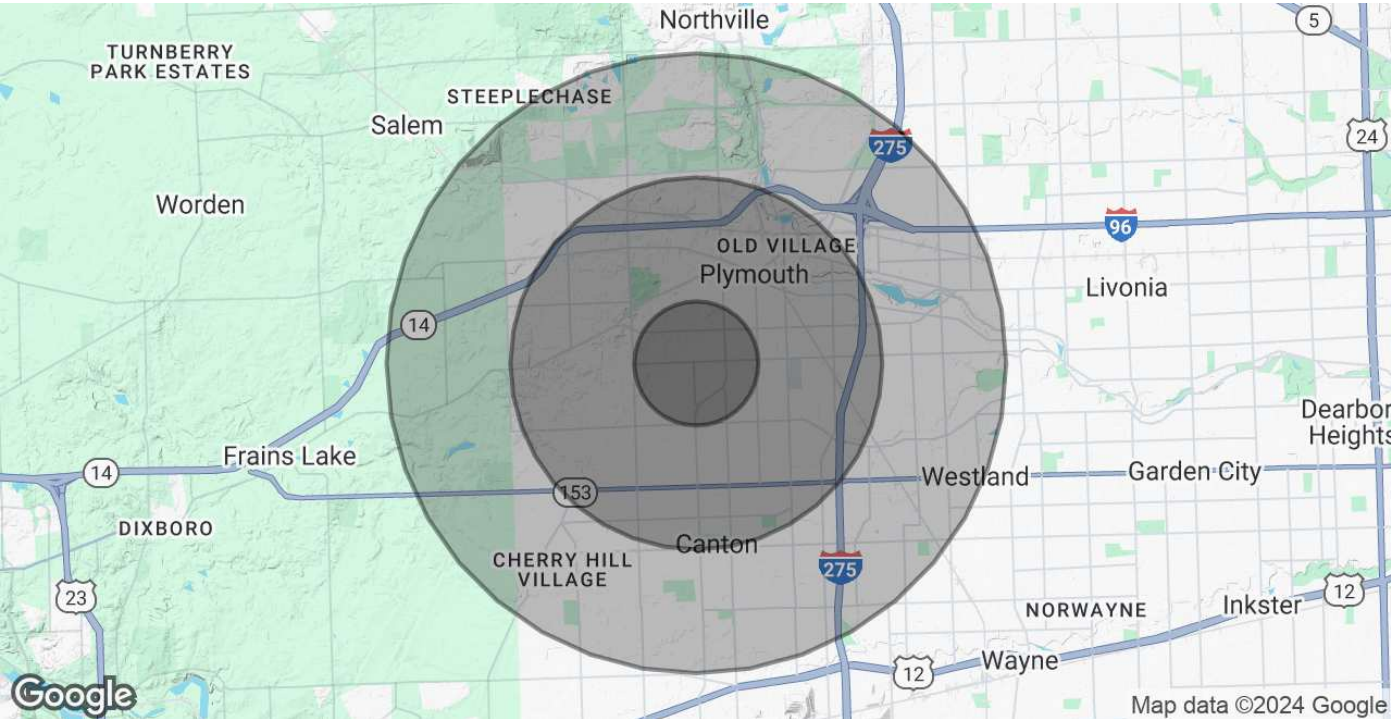 Northville
5
TURNBERRY
PARK ESTATES
STEEPLECHASE
Salem
275
24
Worden
96
OLD VILLAGE
Plymouth
Livonia
14
Dearbor
Heights
Frains Lake
14
Westland
Garden City
153
DIXBORO
Canton
CHERRY HILL
VILLAGE
275
23
NORWAYNE
Inkster
12
Wayne
12
Google
Map data ©2024 Google